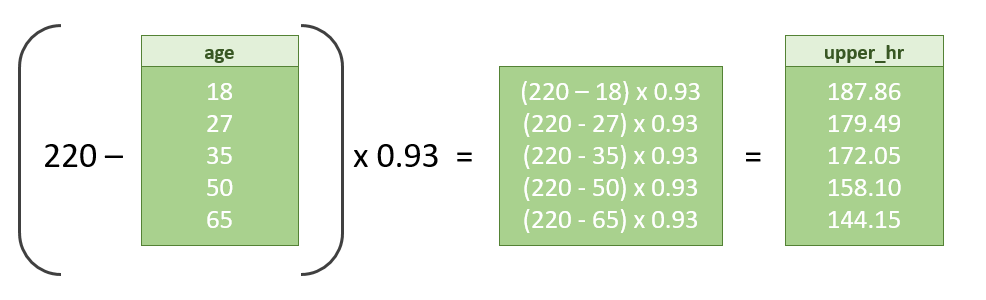 age
18
27
35
50
65
220 –
x 0.93 =
(220 – 18) x 0.93
(220 - 27) x 0.93
(220 - 35) x 0.93
(220 - 50) x 0.93
(220 - 65) x 0.93
=
upper_hr
187.86
179.49
172.05
158.10
144.15